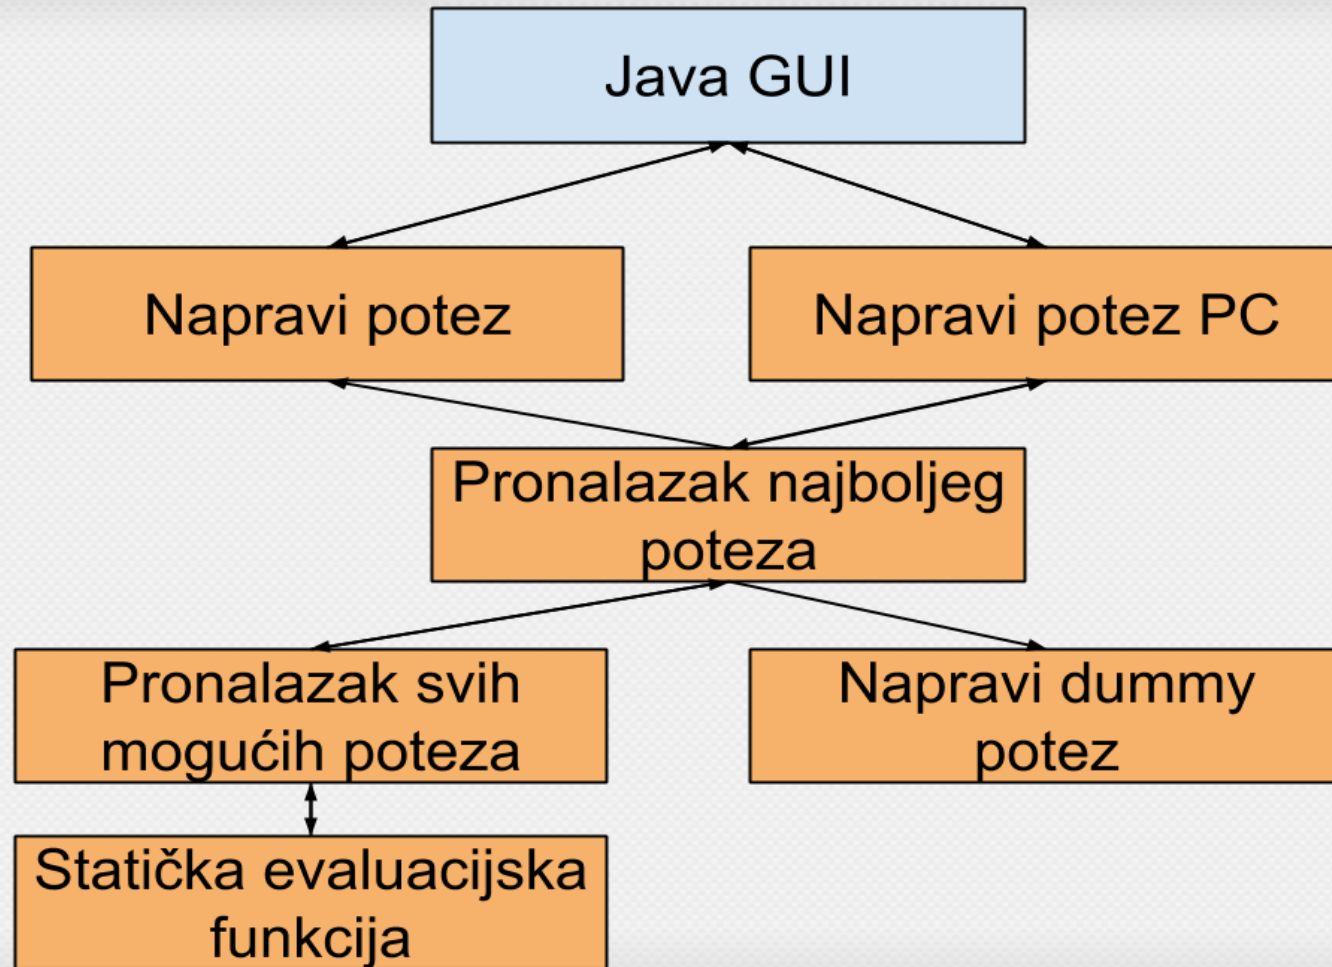 Java GUI
Napravi potez
Napravi potez PC
Pronalazak najboljeg
poteza
Pronalazak svih
mogućih poteza
Napravi dummy
potez
Statička evaluacijska
funkcija